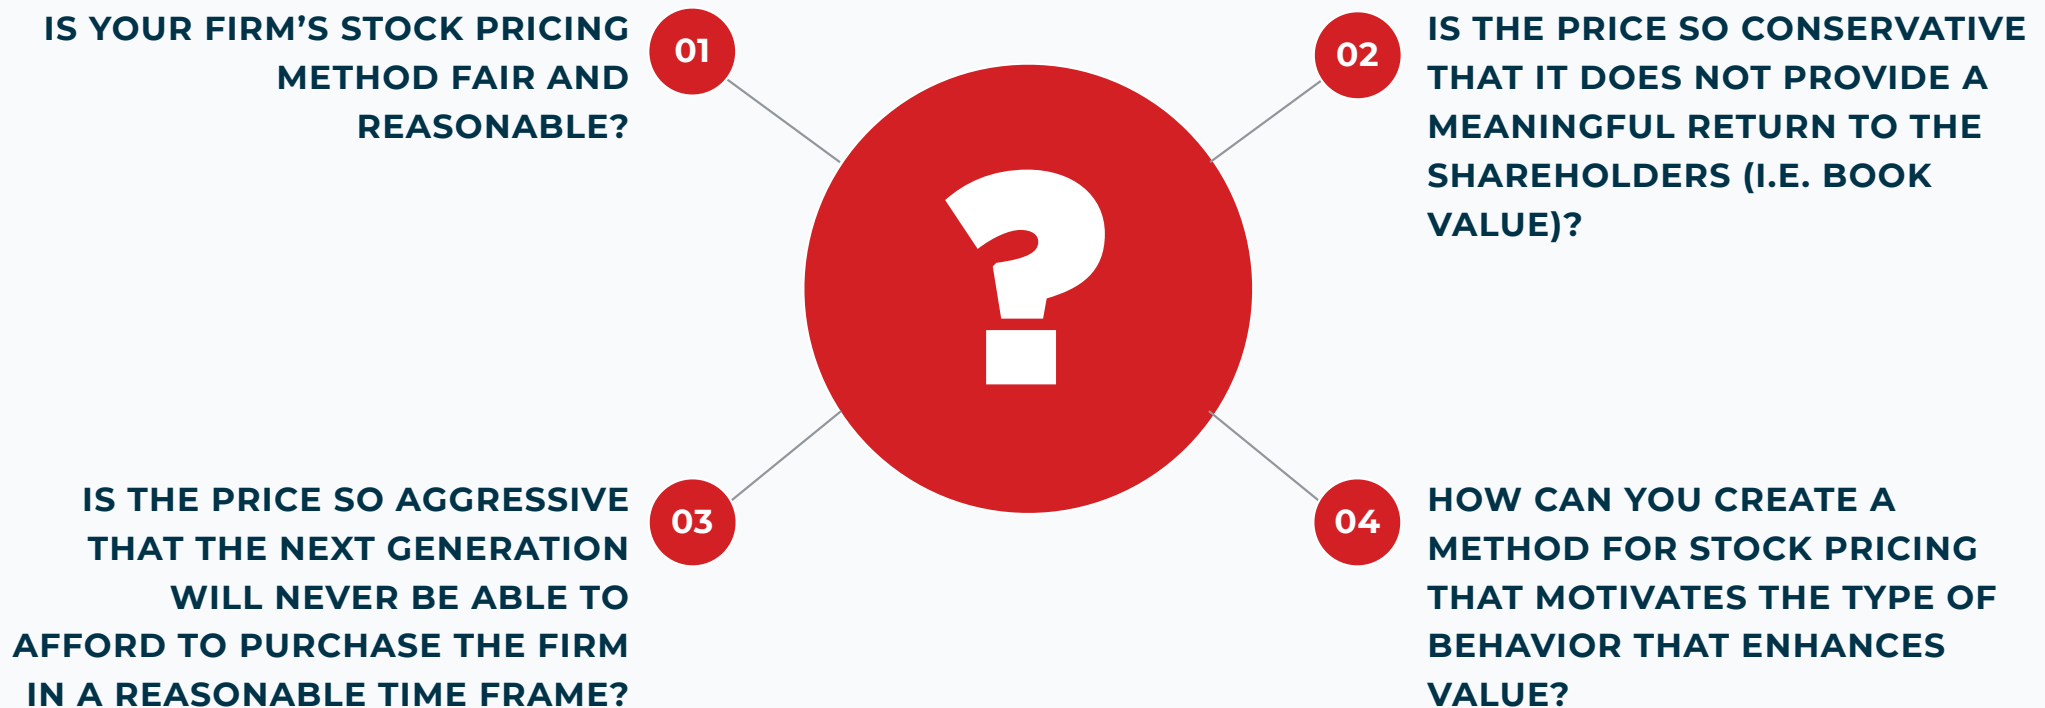 01
IS YOUR FIRM’S STOCK PRICING
METHOD FAIR AND
REASONABLE?
02
IS THE PRICE SO CONSERVATIVE
THAT IT DOES NOT PROVIDE A
MEANINGFUL RETURN TO THE
SHAREHOLDERS (I.E. BOOK
VALUE)?
?
03
IS THE PRICE SO AGGRESSIVE
THAT THE NEXT GENERATION
WILL NEVER BE ABLE TO
AFFORD TO PURCHASE THE FIRM
IN A REASONABLE TIME FRAME?
04
HOW CAN YOU CREATE A
METHOD FOR STOCK PRICING
THAT MOTIVATES THE TYPE OF
BEHAVIOR THAT ENHANCES
VALUE?